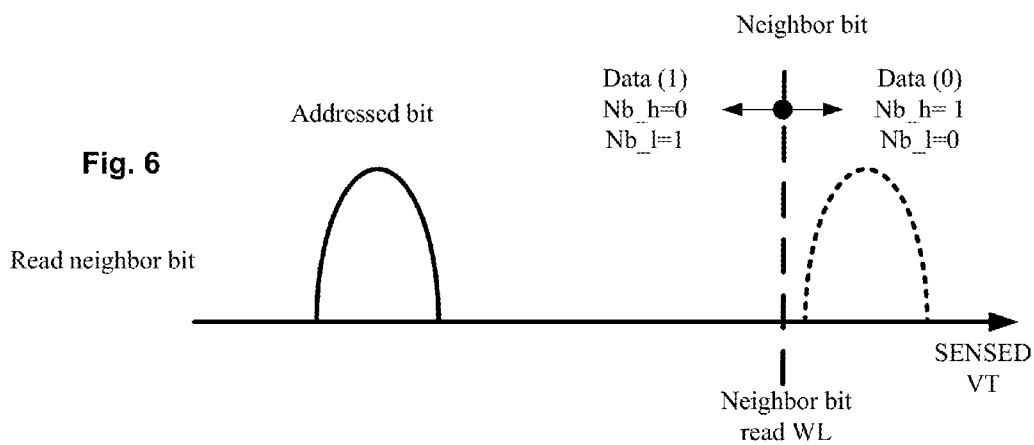 Neighbor bit
Data (1)
Nb_h=0
Nb_l=1
Data (0)
Nb_h= 1
Nb_l=0
Addressed bit
Fig. 6
Read neighbor bit
SENSED
VT
Neighbor bit
read WL